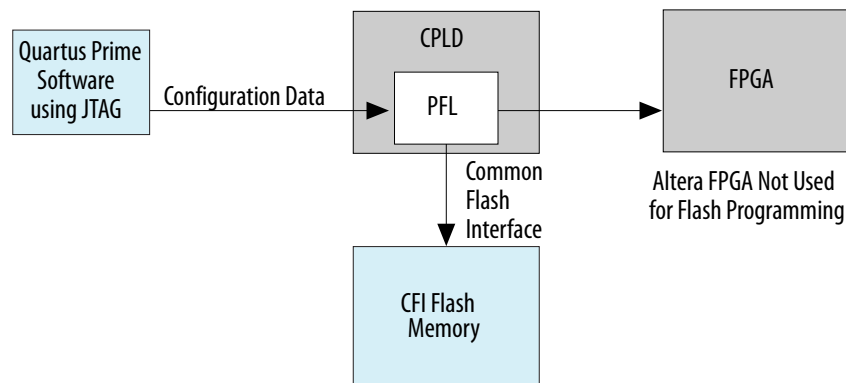 Quartus Prime
Software
using JTAG
Configuration Data
CPLD
PFL
FPGA
Common
Flash
Interface
Altera FPGA Not Used
for Flash Programming
CFI Flash
Memory